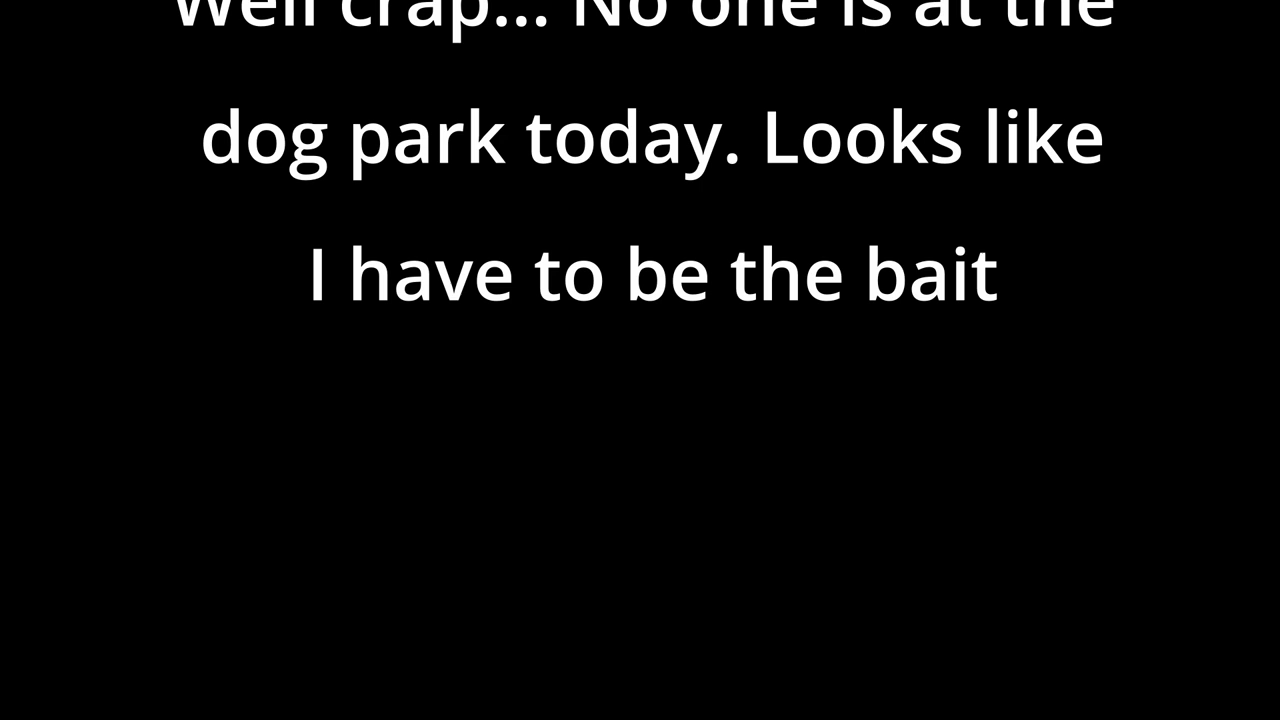 Well crap... No one is at the
dog park today. Looks like
I have to be the bait